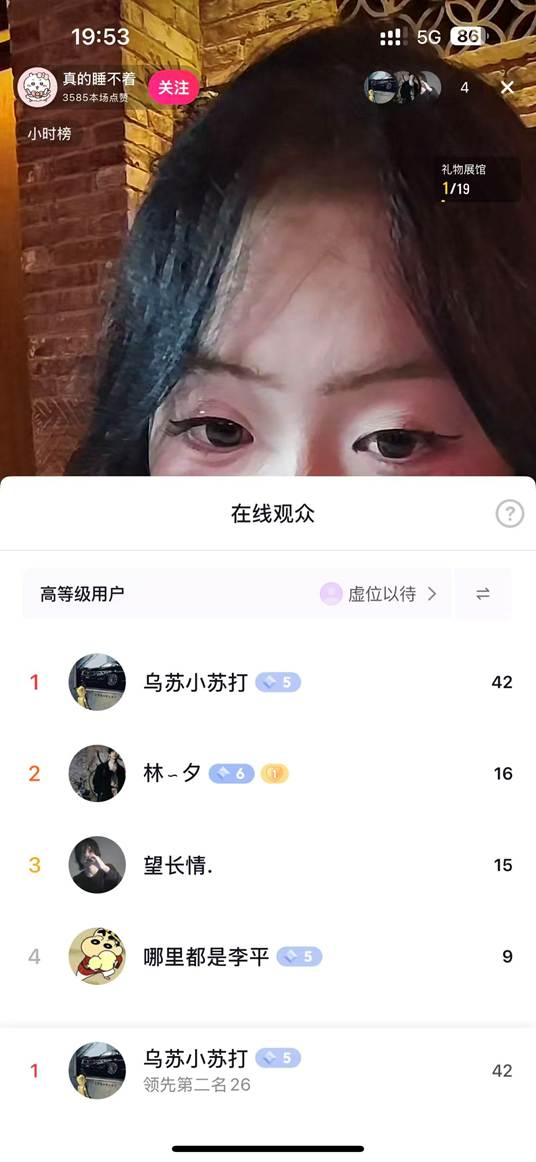 19:53
5G 86
真的睡不着
3585本场点赞
关注
4
小时榜
礼物展馆
1/19
在线观众
?
高等级用户 虚位以待
1 乌苏小苏打 5 42
2 林∽夕 6 1 16
3 望长情. 15
4 哪里都是李平 5 9
1 乌苏小苏打 5 42
领先第二名26